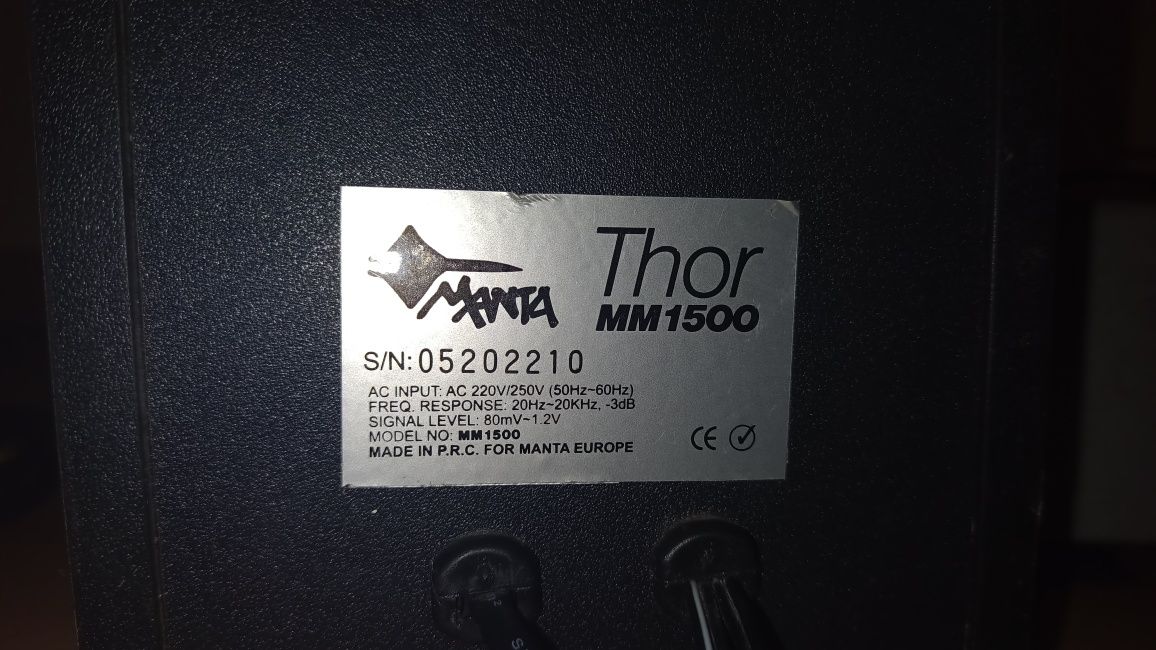 MANTA
Thor
MM1500
S/N: 05202210
AC INPUT: AC 220V/250V (50Hz~60Hz)
FREQ. RESPONSE: 20Hz~20KHz, -3dB
SIGNAL LEVEL: 80mV~1.2V
MODEL NO: MM1500
MADE IN P.R.C. FOR MANTA EUROPE
CE